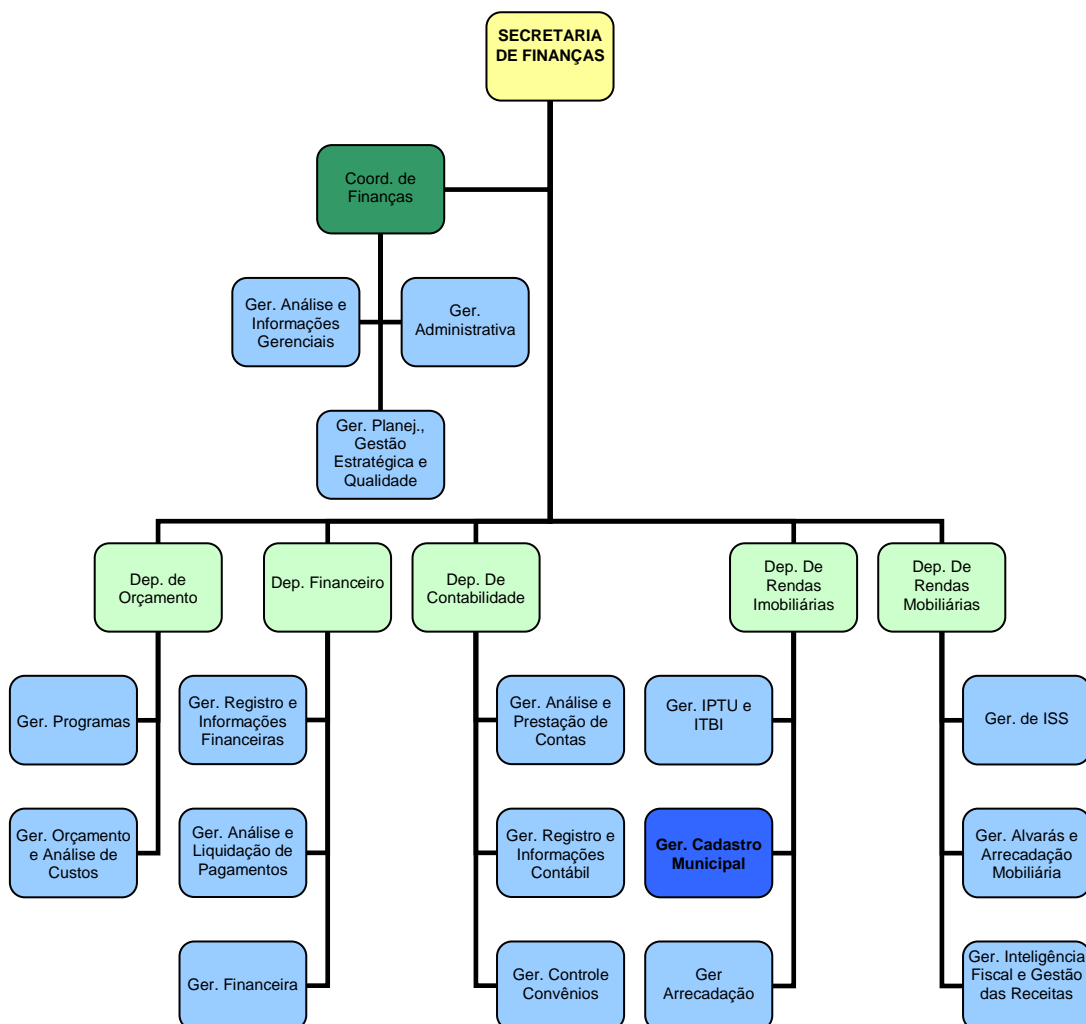 SECRETARIA
DE FINANÇAS
Coord. de
Finanças
Ger. Análise e
Informações
Gerenciais
Ger.
Administrativa
Ger. Planej.,
Gestão
Estratégica e
Qualidade
Dep. de
Orçamento
Dep. Financeiro
Dep. De
Contabilidade
Dep. De
Rendas
Imobiliárias
Dep. De
Rendas
Mobiliárias
Ger. Programas
Ger. Registro e
Informações
Financeiras
Ger. Análise e
Prestação de
Contas
Ger. IPTU e
ITBI
Ger. de ISS
Ger. Orçamento
e Análise de
Custos
Ger. Análise e
Liquidação de
Pagamentos
Ger. Registro e
Informações
Contábil
Ger. Cadastro
Municipal
Ger. Alvarás e
Arrecadação
Mobiliária
Ger. Financeira
Ger. Controle
Convênios
Ger
Arrecadação
Ger. Inteligência
Fiscal e Gestão
das Receitas